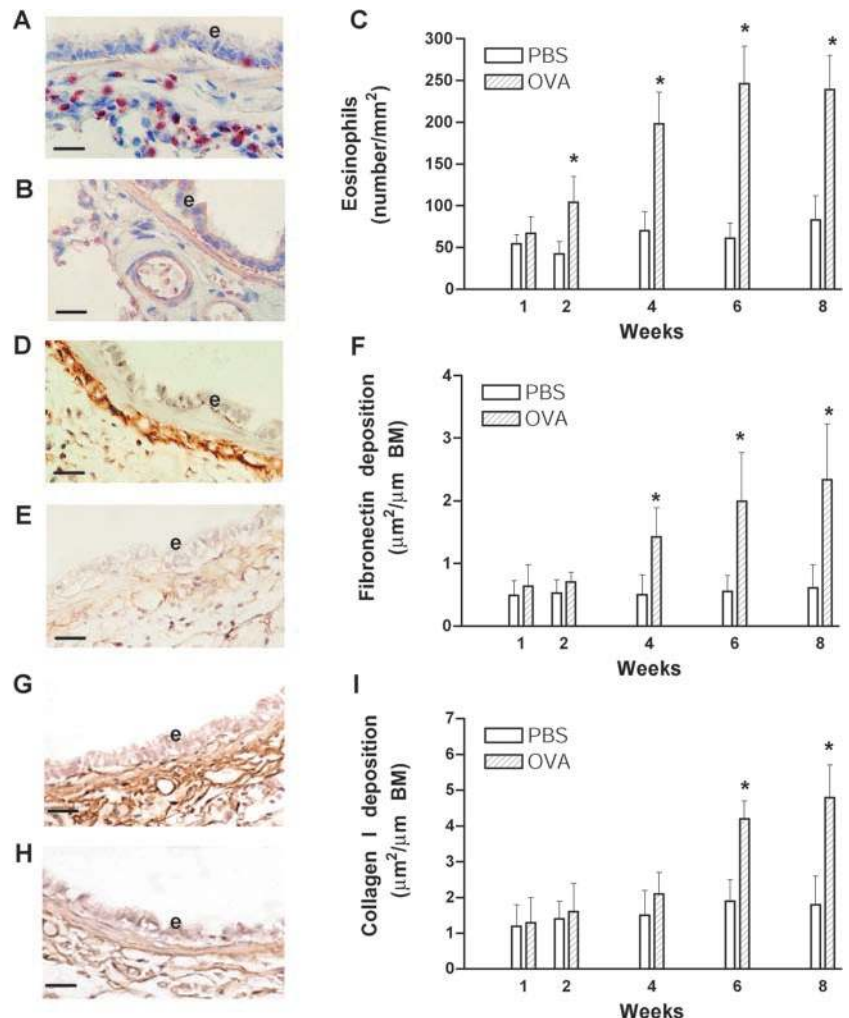 A
e
B
e
C
Eosinophils
(number/mm²)
300
250
200
150
100
50
0
PBS
OVA
*
*
*
*
1 2 4 6 8
Weeks
D
e
E
e
F
Fibronectin deposition
(μm²/μm BM)
4
3
2
1
0
PBS
OVA
*
*
*
1 2 4 6 8
Weeks
G
e
H
e
I
Collagen I deposition
(μm²/μm BM)
7
6
5
4
3
2
1
0
PBS
OVA
*
*
1 2 4 6 8
Weeks